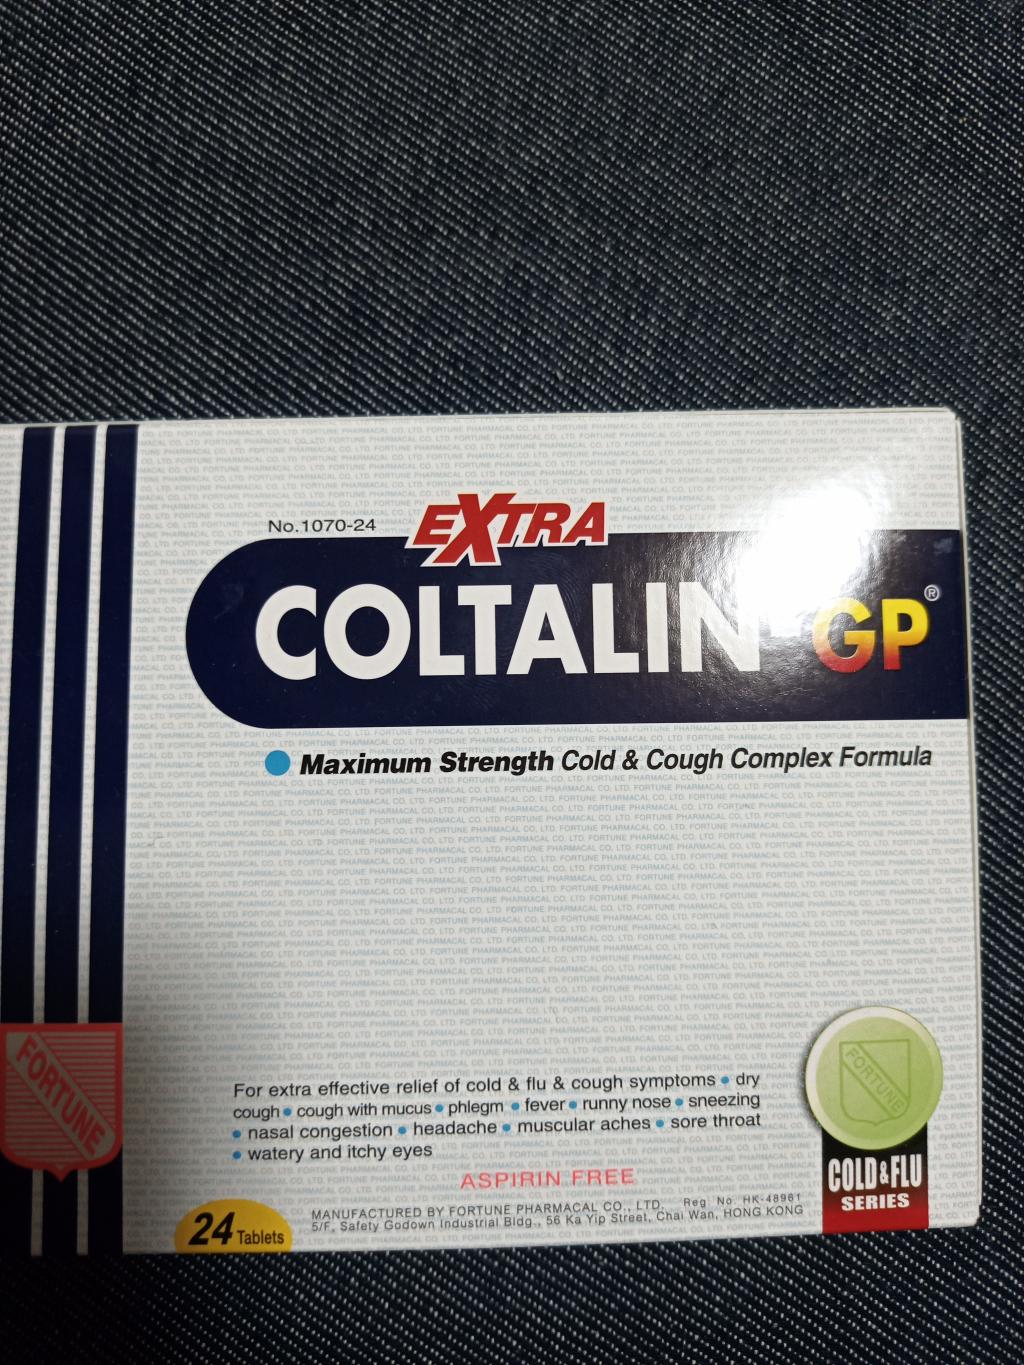 No.1070-24
EXTRA
COLTALIN GP®
Maximum Strength Cold & Cough Complex Formula
For extra effective relief of cold & flu & cough symptoms • dry
cough • cough with mucus • phlegm • fever • runny nose • sneezing
• nasal congestion • headache • muscular aches • sore throat
• watery and itchy eyes
ASPIRIN FREE
MANUFACTURED BY FORTUNE PHARMACAL CO., LTD. Reg. No. HK-48961
5/F, Safety Godown Industrial Bldg., 56 Ka Yip Street, Chai Wan, HONG KONG
24 Tablets
FORTUNE
FORTUNE
COLD & FLU
SERIES